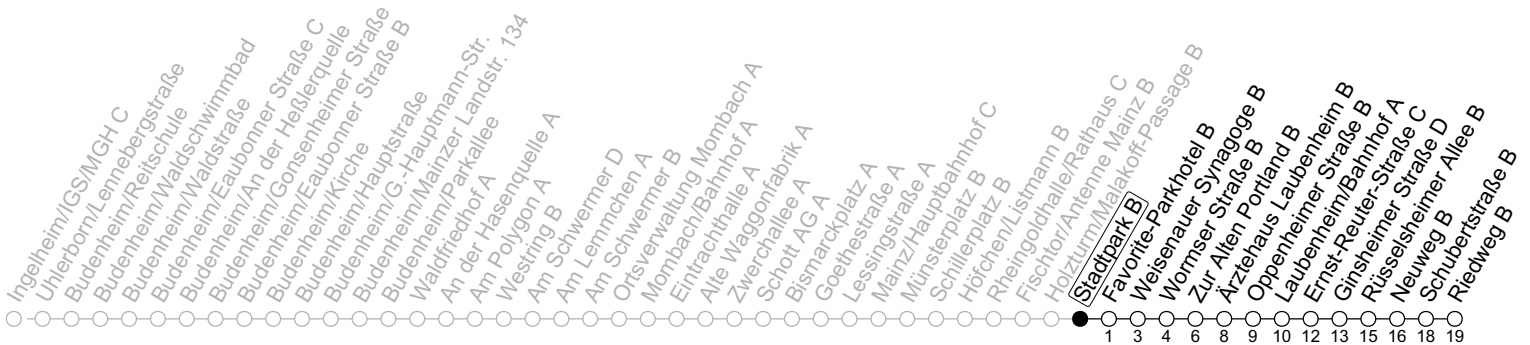 Ingelheim/IGS/MGH C
Uhlerborn/Lennebergstraße
Budenheim/Reitschule
Budenheim/Waldschwimmbad
Budenheim/Waldstraße
Budenheim/Eaubonner Straße C
Budenheim/An der Heßlerquelle
Budenheim/Gonsenheimer Straße
Budenheim/Eaubonner Straße B
Budenheim/Kirche
Budenheim/Hauptstraße
Budenheim/G.-Hauptmann-Str.
Budenheim/Mainzer Landstr. 134
Budenheim/Parkallee
Waldfriedhof A
An der Hasenquelle A
Am Polygon A
Westring B
Am Schwermer D
Am Lemmchen A
Am Schwermer B
Ortsverwaltung Mombach A
Mombach/Bahnhof A
Eintrachthalle A
Alte Waggonfabrik A
Zwerchallee A
Schott AG A
Bismarckplatz A
Goethestraße A
Lessingstraße A
Mainz/Hauptbahnhof C
Münsterplatz B
Schillerplatz B
Höfchen/Listmann B
Rheingoldhalle/Rathaus C
Fischtor/Antenne Mainz B
Holzturm/Malakoff-Passage B
Stadtpark B
Favorite-Parkhotel B
Weisenauer Synagoge B
Wormser Straße B
Zur Alten Portland B
Ärztehaus Laubenheim B
Oppenheimer Straße B
Laubenheim/Bahnhof A
Ernst-Reuter-Straße C
Ginsheimer Straße D
Rüsselsheimer Allee B
Neuweg B
Schubertstraße B
Riedweg B
1 3 4 6 8 9 10 12 13 15 16 18 19